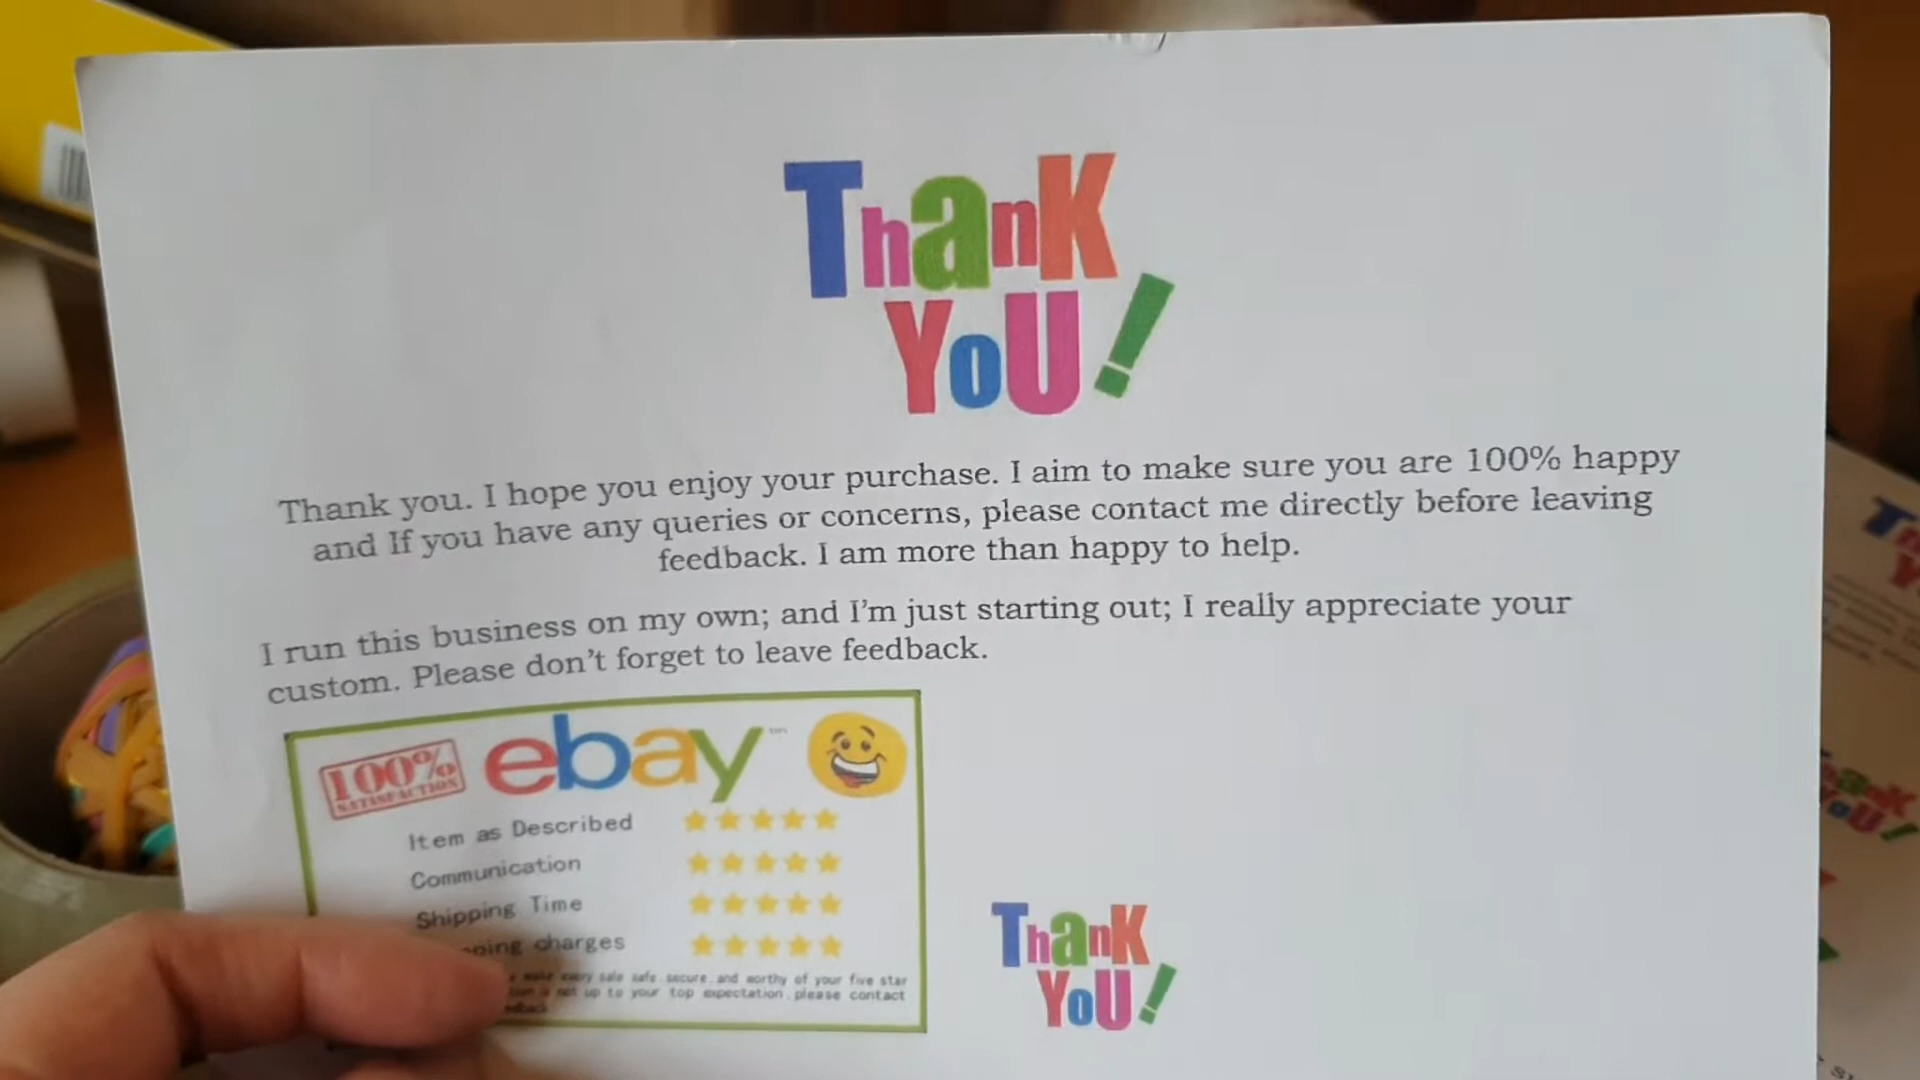 ThanK
YoU!
Thank you. I hope you enjoy your purchase. I aim to make sure you are 100% happy
and If you have any queries or concerns, please contact me directly before leaving
feedback. I am more than happy to help.
I run this business on my own; and I'm just starting out; I really appreciate your
custom. Please don't forget to leave feedback.
100%
SATISFACTION
ebay
Item as Described
Communication
Shipping Time
charges
make every sale safe, secure, and worthy of your five star
is not up to your top expectation, please contact
ThanK
YoU!